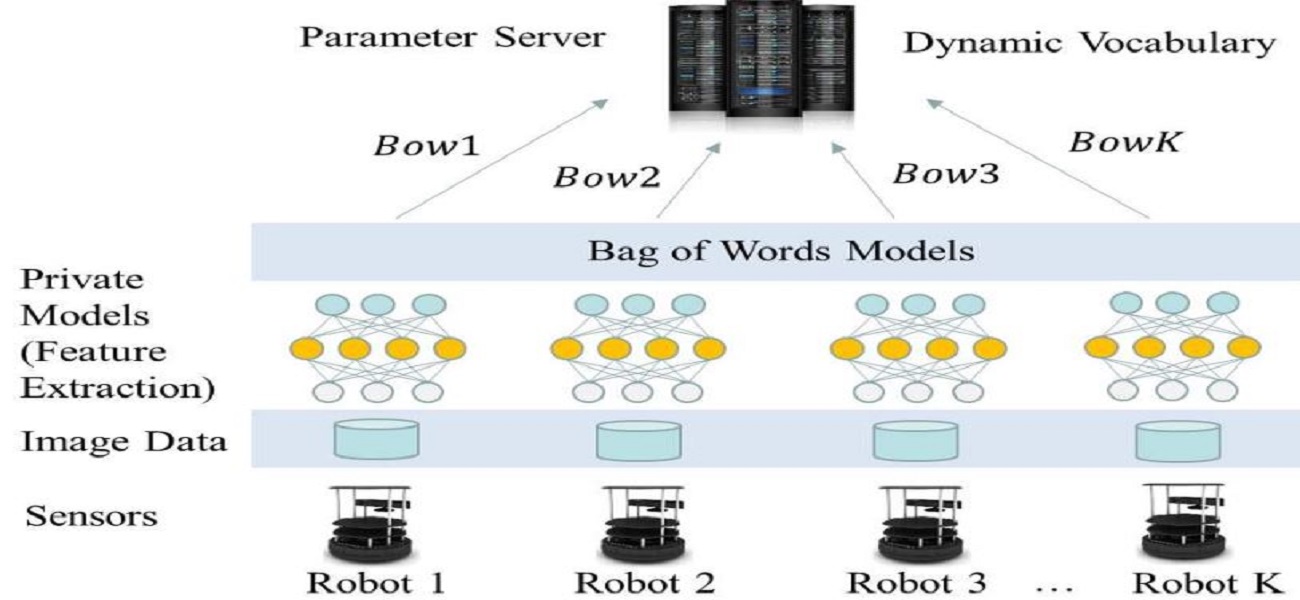 Parameter Server
Dynamic Vocabulary
Bow1
Bow2
Bow3
BowK
Bag of Words Models
Private
Models
(Feature
Extraction)
Image Data
Sensors
Robot 1
Robot 2
Robot 3
...
Robot K